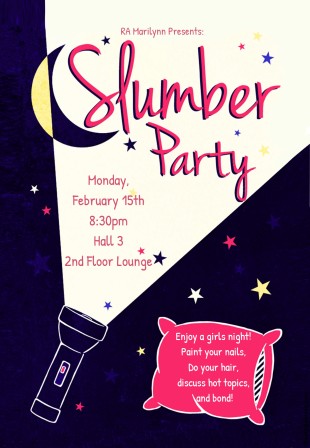 RA Marilynn Presents:
Slumber
Party
Monday,
February 15th
8:30pm
Hall 3
2nd Floor Lounge
Enjoy a girls night!
Paint your nails,
Do your hair,
discuss hot topics,
and bond!